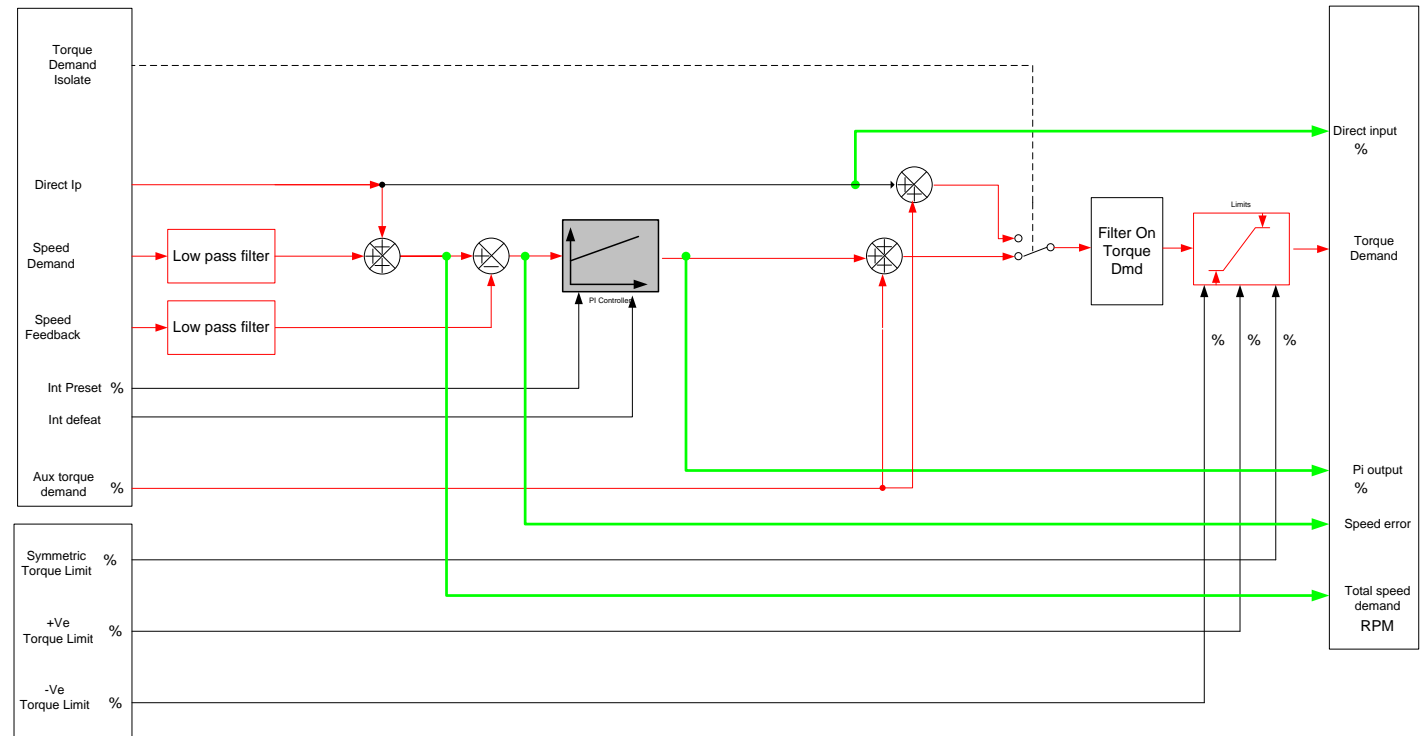 Torque
Demand
Isolate
Direct Ip
Speed
Demand
Low pass filter
Speed
Feedback
Low pass filter
Int Preset %
Int defeat
Aux torque
demand %
Symmetric
Torque Limit %
+Ve
Torque Limit %
-Ve
Torque Limit %
PI Controller
Filter On
Torque
Dmd
Limits
% % %
Direct input
%
Torque
Demand
Pi output
%
Speed error
Total speed
demand
RPM